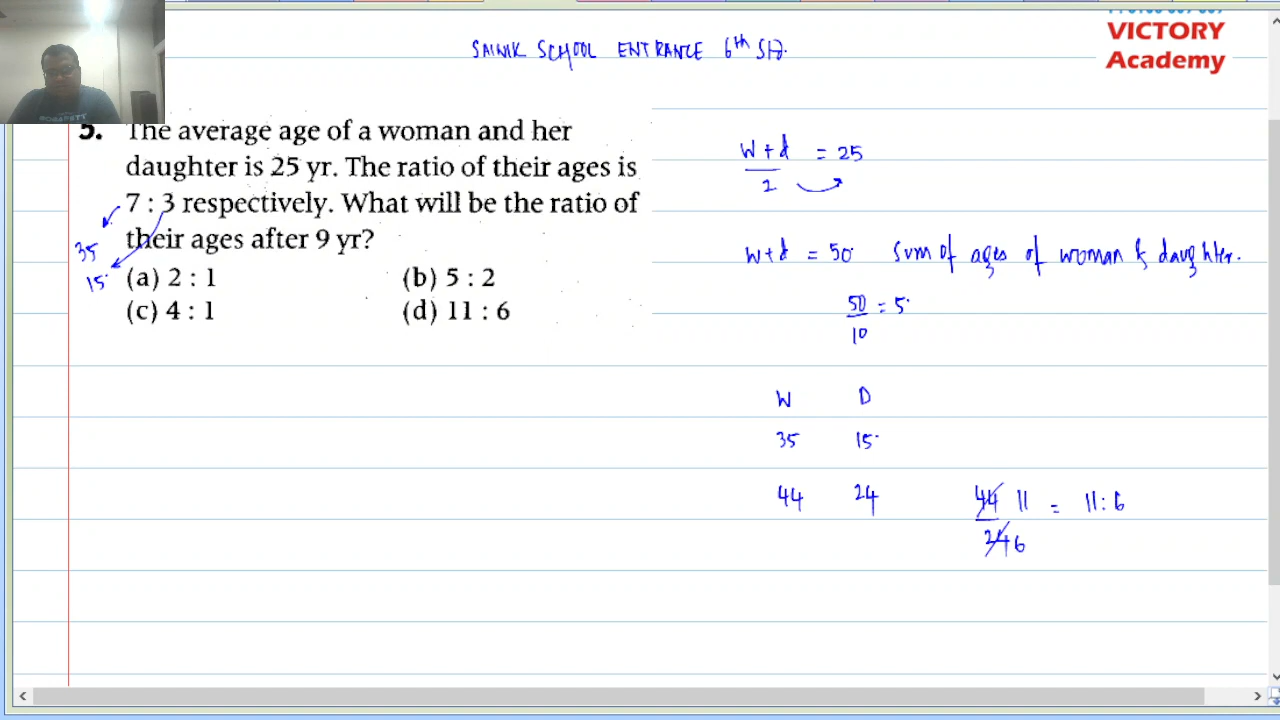 SAINIK SCHOOL ENTRANCE 6th Std.
VICTORY
Academy
5. The average age of a woman and her
daughter is 25 yr. The ratio of their ages is
7 : 3 respectively. What will be the ratio of
their ages after 9 yr?
35
15
(a) 2 : 1 (b) 5 : 2
(c) 4 : 1 (d) 11 : 6
W+d = 25
2
W+d = 50 Sum of ages of woman & daughter.
50 = 5
10
W D
35 15
44 24
44 11 = 11:6
24 6